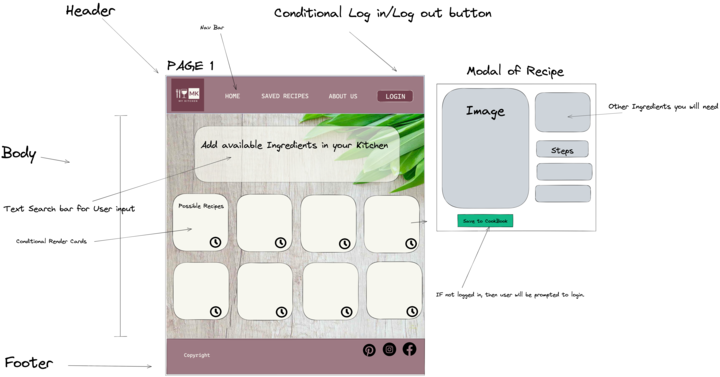 Header
Conditional Log in/Log out button
Nav Bar
PAGE 1
Modal of Recipe
MK
MY KITCHEN
HOME
SAVED RECIPES
ABOUT US
LOGIN
Image
Other Ingredients you will need
Add available Ingredients in your Kitchen
Body
Steps
Text Search bar for User input
Possible Recipes
Save to CookBook
Conditional Render Cards
IF not logged in, then user will be prompted to login.
Footer
Copyright